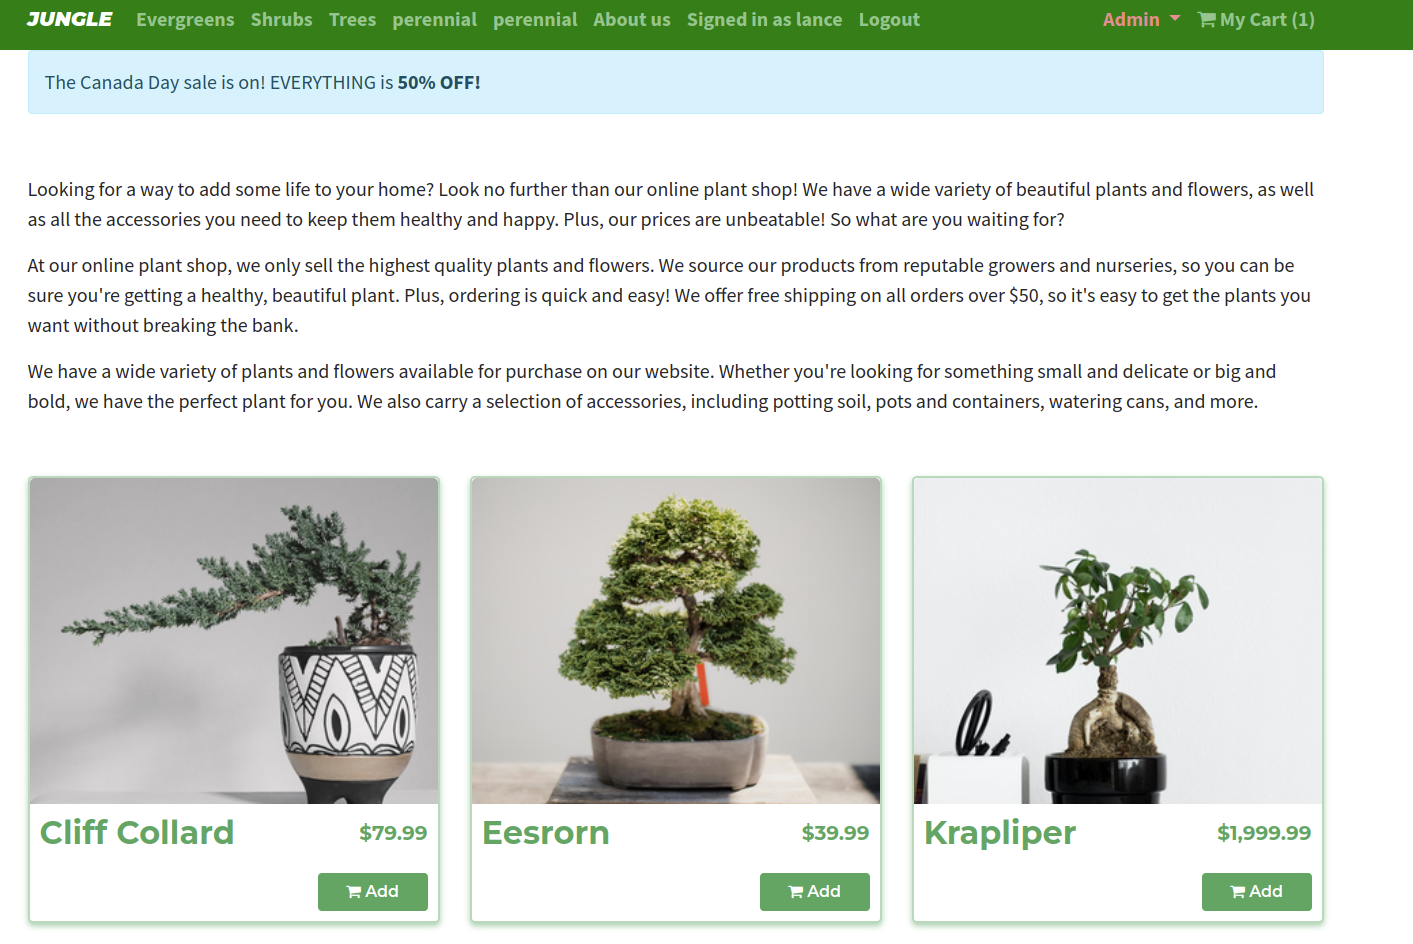 JUNGLE Evergreens Shrubs Trees perennial perennial About us Signed in as lance Logout Admin My Cart (1)
The Canada Day sale is on! EVERYTHING is 50% OFF!
Looking for a way to add some life to your home? Look no further than our online plant shop! We have a wide variety of beautiful plants and flowers, as well
as all the accessories you need to keep them healthy and happy. Plus, our prices are unbeatable! So what are you waiting for?
At our online plant shop, we only sell the highest quality plants and flowers. We source our products from reputable growers and nurseries, so you can be
sure you're getting a healthy, beautiful plant. Plus, ordering is quick and easy! We offer free shipping on all orders over $50, so it's easy to get the plants you
want without breaking the bank.
We have a wide variety of plants and flowers available for purchase on our website. Whether you're looking for something small and delicate or big and
bold, we have the perfect plant for you. We also carry a selection of accessories, including potting soil, pots and containers, watering cans, and more.
Cliff Collard $79.99
Add
Eesrorn $39.99
Add
Krapliper $1,999.99
Add